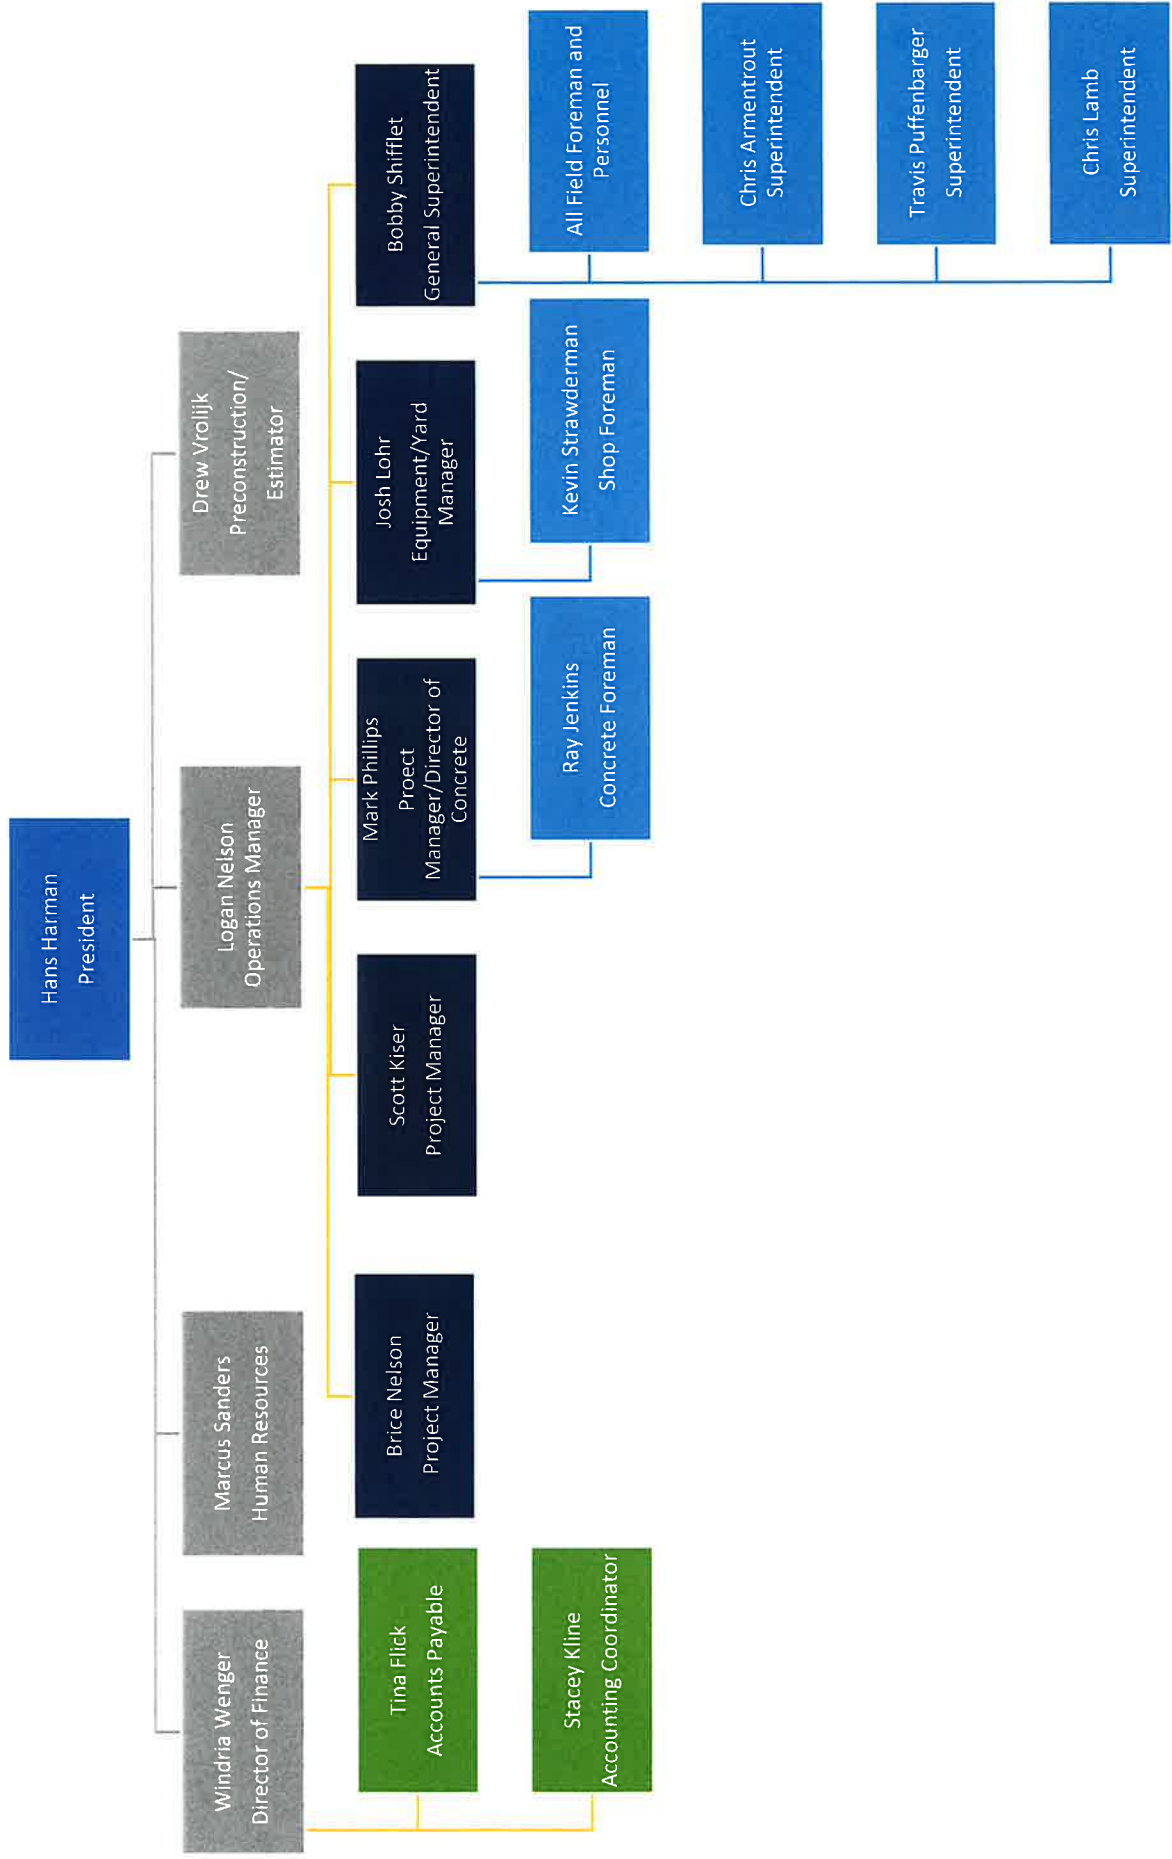 Hans Harman
President
Windria Wenger
Director of Finance
Marcus Sanders
Human Resources
Logan Nelson
Operations Manager
Drew Vrolijk
Preconstruction/
Estimator
Tina Flick
Accounts Payable
Stacey Kline
Accounting Coordinator
Brice Nelson
Project Manager
Scott Kiser
Project Manager
Mark Phillips
Proect
Manager/Director of
Concrete
Ray Jenkins
Concrete Foreman
Josh Lohr
Equipment/Yard
Manager
Kevin Strawderman
Shop Foreman
Bobby Shifflet
General Superintendent
All Field Foreman and
Personnel
Chris Armentrout
Superintendent
Travis Puffenbarger
Superintendent
Chris Lamb
Superintendent